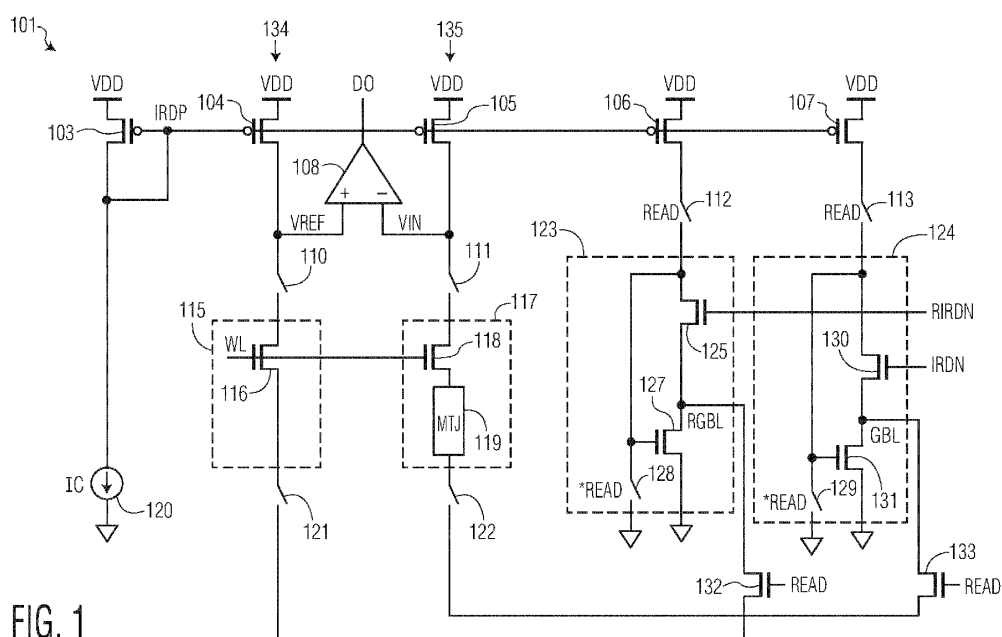 101
134
135
VDD
VDD
DO
VDD
VDD
VDD
103
IRDP
104
105
106
107
108
+
−
VREF
VIN
READ
112
READ
113
110
111
123
124
115
117
WL
116
118
125
RIRDN
130
IRDN
MTJ
119
127
RGBL
GBL
IC
120
*READ
128
*READ
129
131
121
122
132
READ
133
READ
FIG. 1